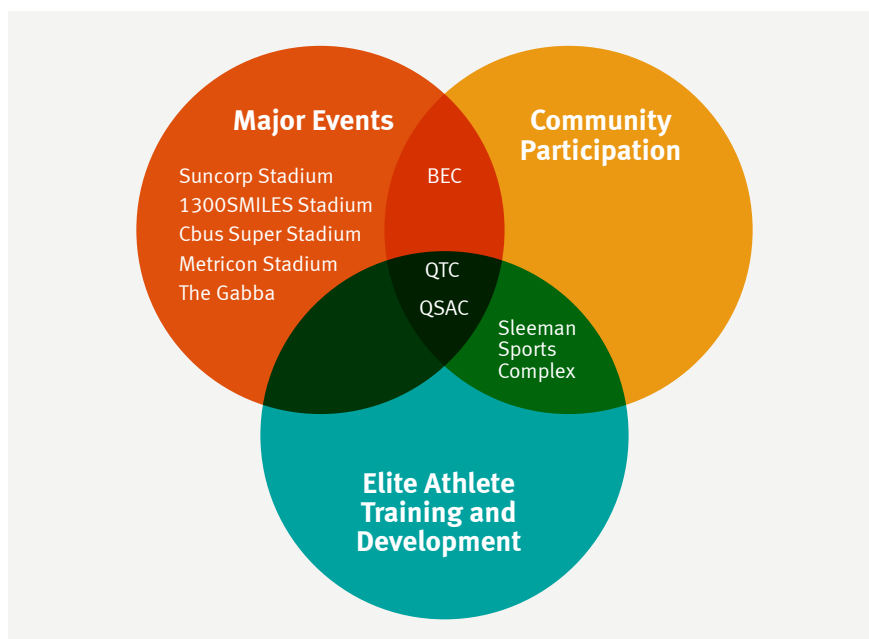 Major Events
Suncorp Stadium
1300SMILES Stadium
Cbus Super Stadium
Metricon Stadium
The Gabba
BEC
Community
Participation
QTC
QSAC
Sleeman
Sports
Complex
Elite Athlete
Training and
Development